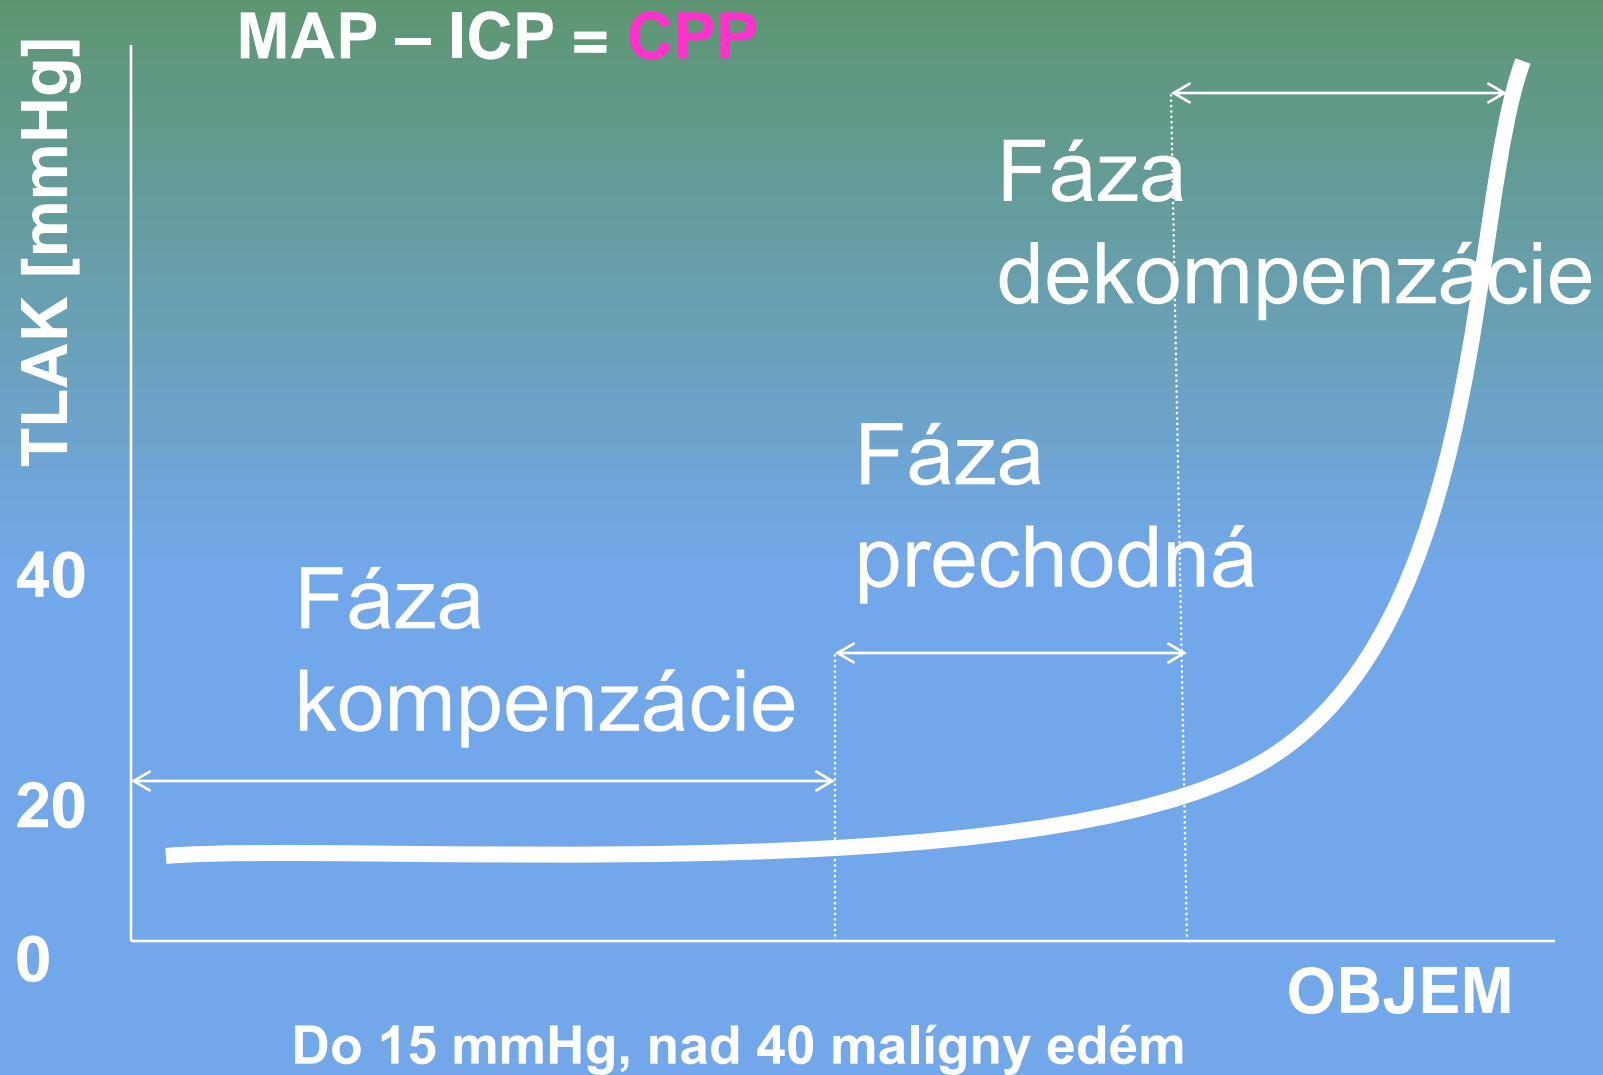 MAP – ICP = CPP
TLAK [mmHg]
Fáza
dekompenzácie
Fáza
prechodná
40
Fáza
kompenzácie
20
0
OBJEM
Do 15 mmHg, nad 40 malígny edém